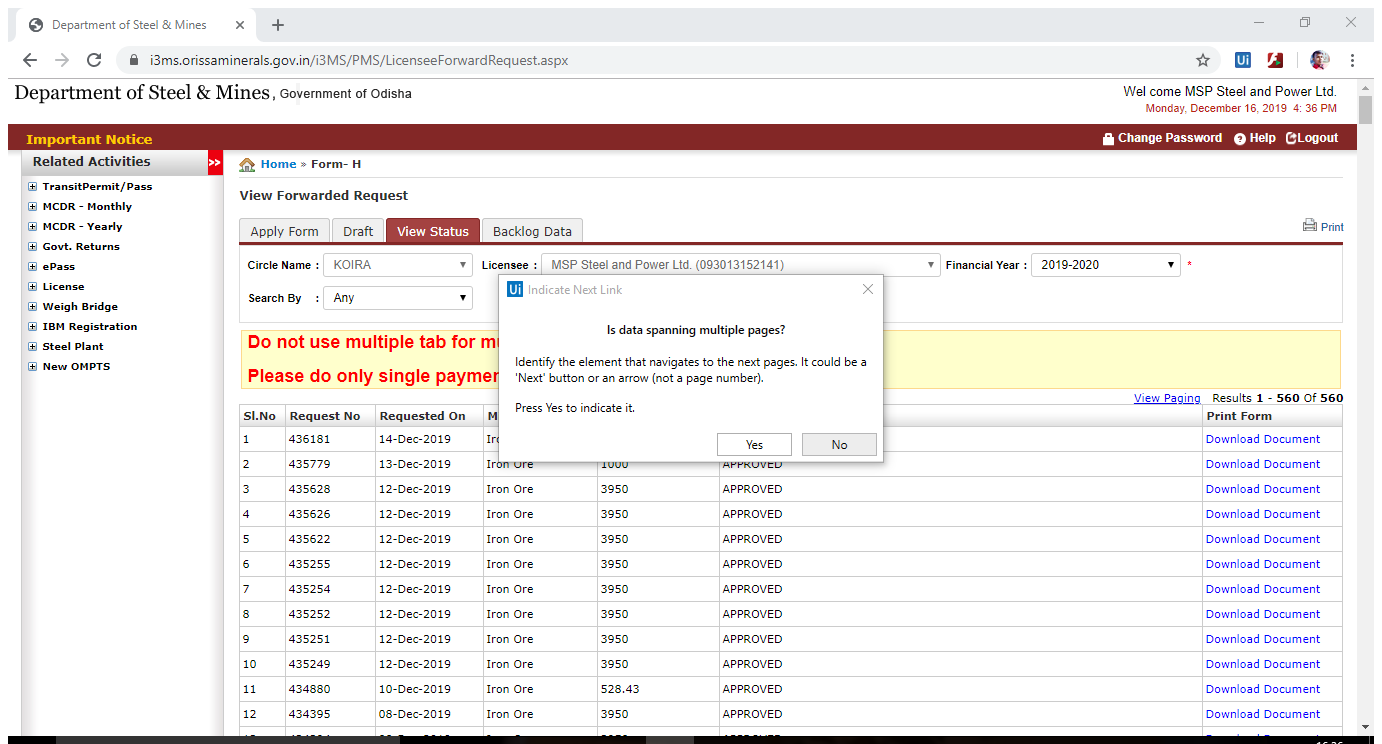 Department of Steel & Mines
i3ms.orissaminerals.gov.in/i3MS/PMS/LicenseeForwardRequest.aspx
Ui
Department of Steel & Mines, Government of Odisha
Wel come MSP Steel and Power Ltd.
Monday, December 16, 2019 4: 36 PM
Important Notice
Change Password Help Logout
Related Activities >>
Home » Form- H
TransitPermit/Pass
MCDR - Monthly
MCDR - Yearly
Govt. Returns
ePass
License
Weigh Bridge
IBM Registration
Steel Plant
New OMPTS
View Forwarded Request
Apply Form Draft View Status Backlog Data
Print
Circle Name : KOIRA Licensee : MSP Steel and Power Ltd. (093013152141) Financial Year : 2019-2020 *
Search By : Any
Ui Indicate Next Link
Is data spanning multiple pages?
Identify the element that navigates to the next pages. It could be a
'Next' button or an arrow (not a page number).
Press Yes to indicate it.
Yes No
Do not use multiple tab for
Please do only single
View Paging Results 1 - 560 Of 560
Sl.No Request No Requested On Print Form
1 436181 14-Dec-2019 Download Document
2 435779 13-Dec-2019 Iron Ore 1000 APPROVED Download Document
3 435628 12-Dec-2019 Iron Ore 3950 APPROVED Download Document
4 435626 12-Dec-2019 Iron Ore 3950 APPROVED Download Document
5 435622 12-Dec-2019 Iron Ore 3950 APPROVED Download Document
6 435255 12-Dec-2019 Iron Ore 3950 APPROVED Download Document
7 435254 12-Dec-2019 Iron Ore 3950 APPROVED Download Document
8 435252 12-Dec-2019 Iron Ore 3950 APPROVED Download Document
9 435251 12-Dec-2019 Iron Ore 3950 APPROVED Download Document
10 435249 12-Dec-2019 Iron Ore 3950 APPROVED Download Document
11 434880 10-Dec-2019 Iron Ore 528.43 APPROVED Download Document
12 434395 08-Dec-2019 Iron Ore 3950 APPROVED Download Document